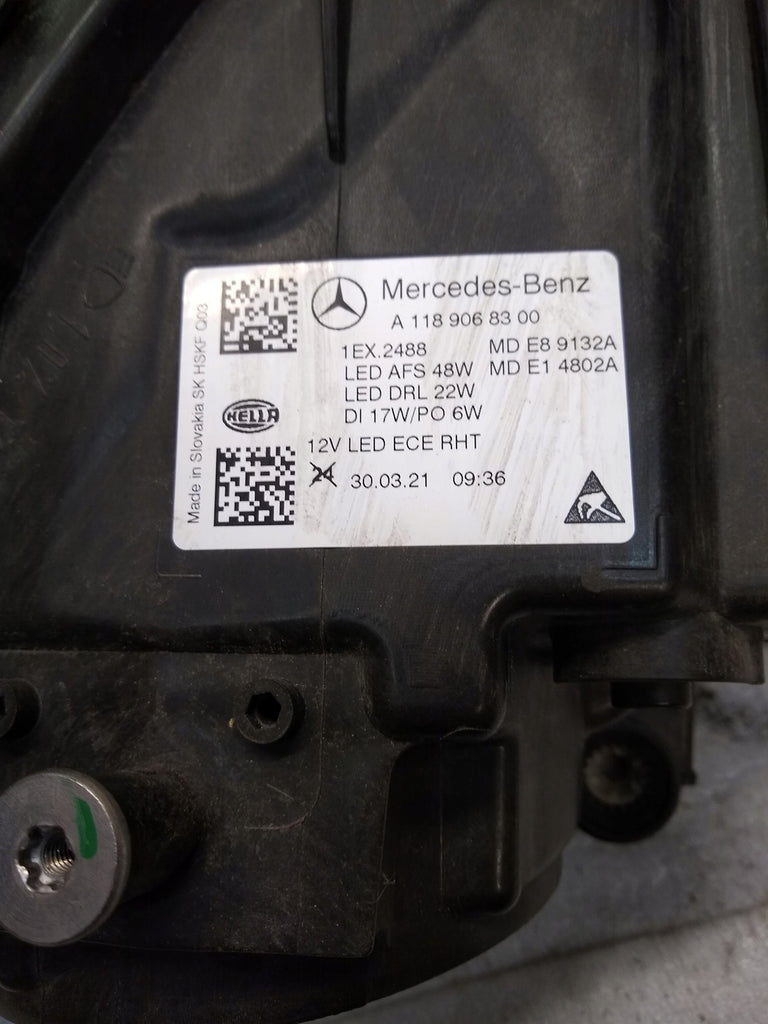 Mercedes-Benz
A 118 906 83 00
1EX.2488 MD E8 9132A
LED AFS 48W MD E1 4802A
LED DRL 22W
DI 17W/PO 6W
12V LED ECE RHT
24 30.03.21 09:36
HELLA
Made in Slovakia SK HSKF Q03